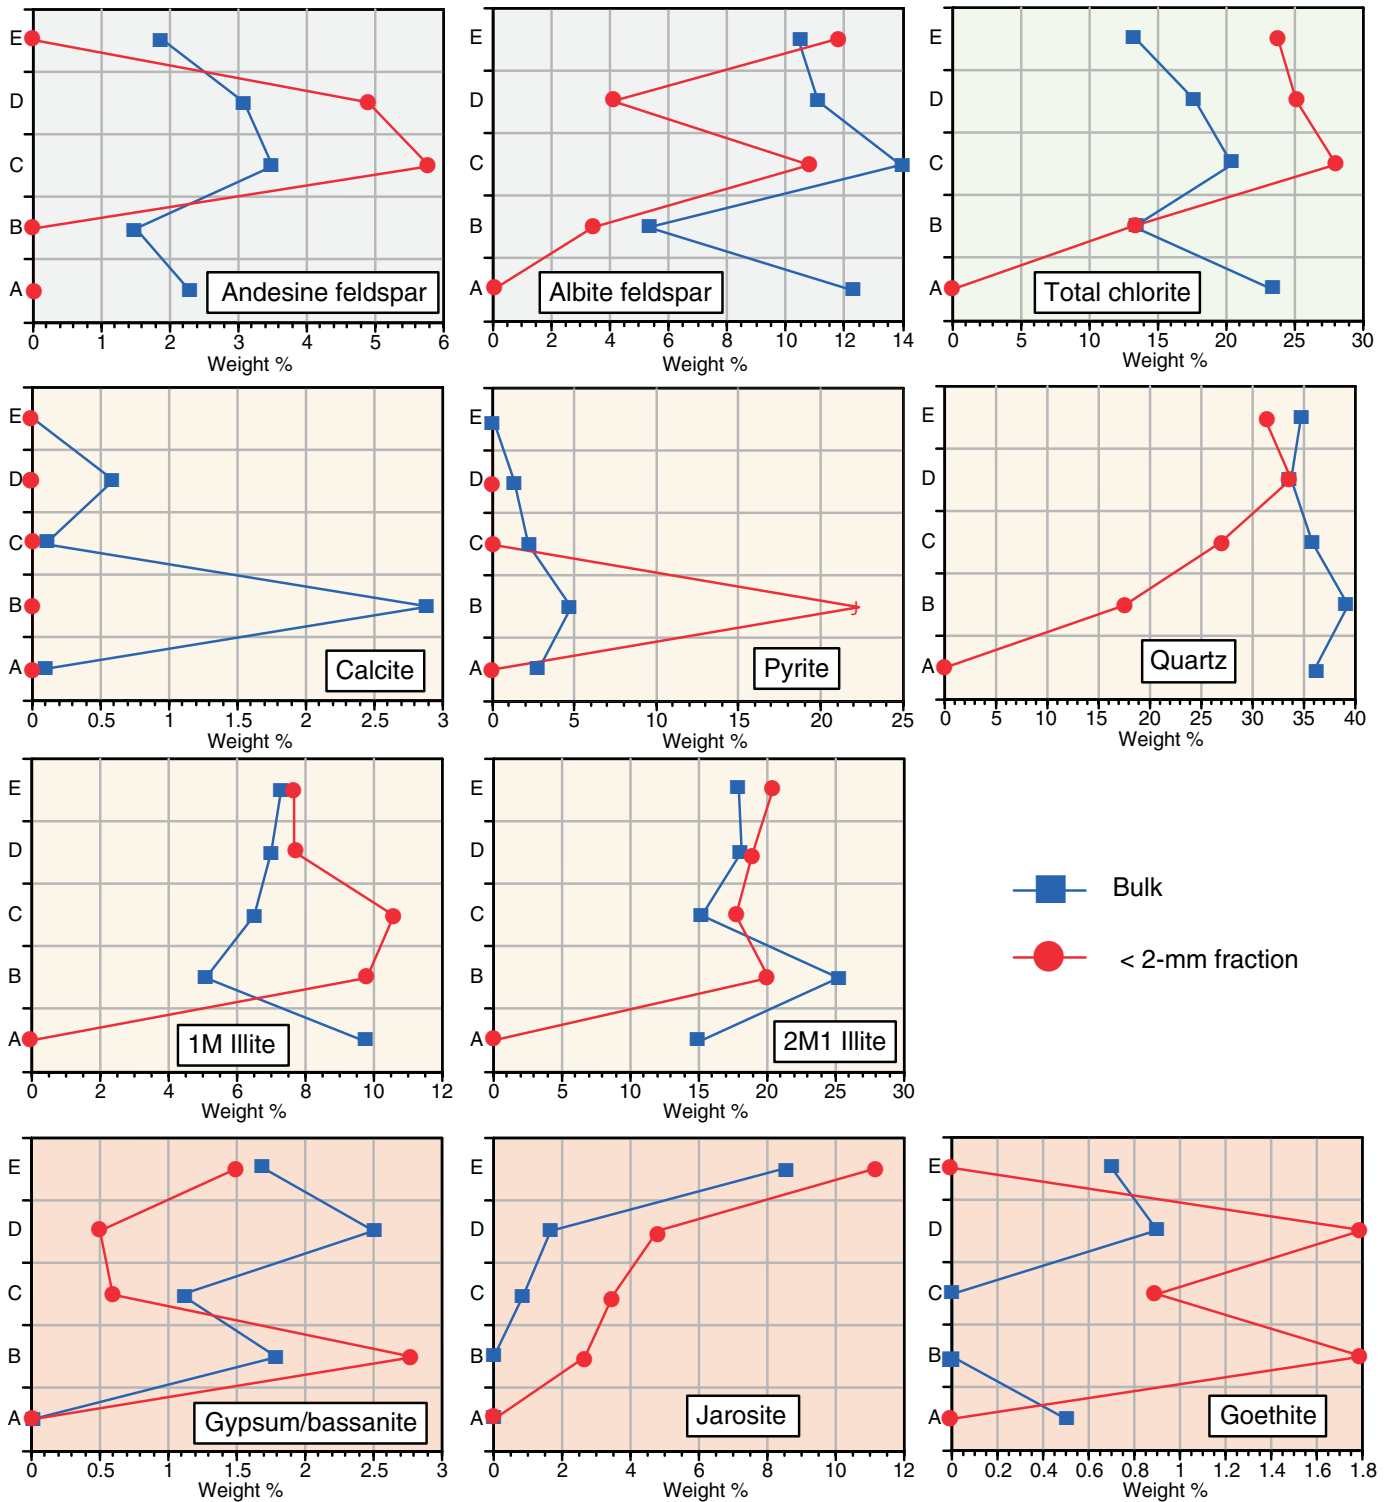 E
D
C
B
A
Andesine feldspar
0 1 2 3 4 5 6
Weight %
E
D
C
B
A
Albite feldspar
0 2 4 6 8 10 12 14
Weight %
E
D
C
B
A
Total chlorite
0 5 10 15 20 25 30
Weight %
E
D
C
B
A
Calcite
0 0.5 1 1.5 2 2.5 3
Weight %
E
D
C
B
A
Pyrite
0 5 10 15 20 25
Weight %
E
D
C
B
A
Quartz
0 5 10 15 20 25 30 35 40
Weight %
E
D
C
B
A
1M Illite
0 2 4 6 8 10 12
Weight %
E
D
C
B
A
2M1 Illite
0 5 10 15 20 25 30
Weight %
Bulk
< 2-mm fraction
E
D
C
B
A
Gypsum/bassanite
0 0.5 1 1.5 2 2.5 3
Weight %
E
D
C
B
A
Jarosite
0 2 4 6 8 10 12
Weight %
E
D
C
B
A
Goethite
0 0.2 0.4 0.6 0.8 1 1.2 1.4 1.6 1.8
Weight %